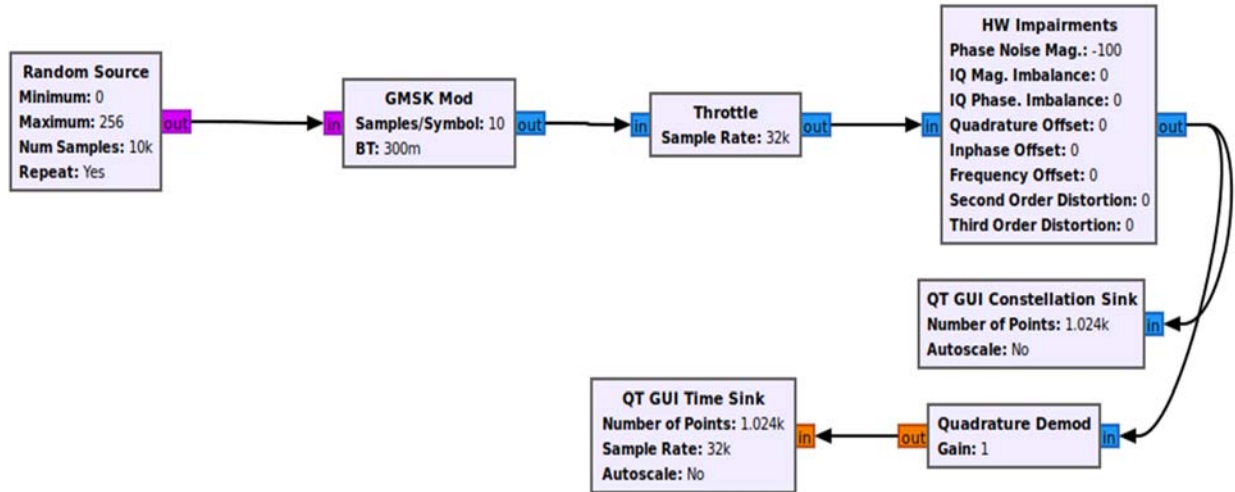 Random Source
Minimum: 0
Maximum: 256
Num Samples: 10k
Repeat: Yes
out
in
GMSK Mod
Samples/Symbol: 10
BT: 300m
out
in
Throttle
Sample Rate: 32k
out
in
HW Impairments
Phase Noise Mag.: -100
IQ Mag. Imbalance: 0
IQ Phase. Imbalance: 0
Quadrature Offset: 0
Inphase Offset: 0
Frequency Offset: 0
Second Order Distortion: 0
Third Order Distortion: 0
out
QT GUI Constellation Sink
Number of Points: 1.024k
Autoscale: No
in
QT GUI Time Sink
Number of Points: 1.024k
Sample Rate: 32k
Autoscale: No
in
out
Quadrature Demod
Gain: 1
in